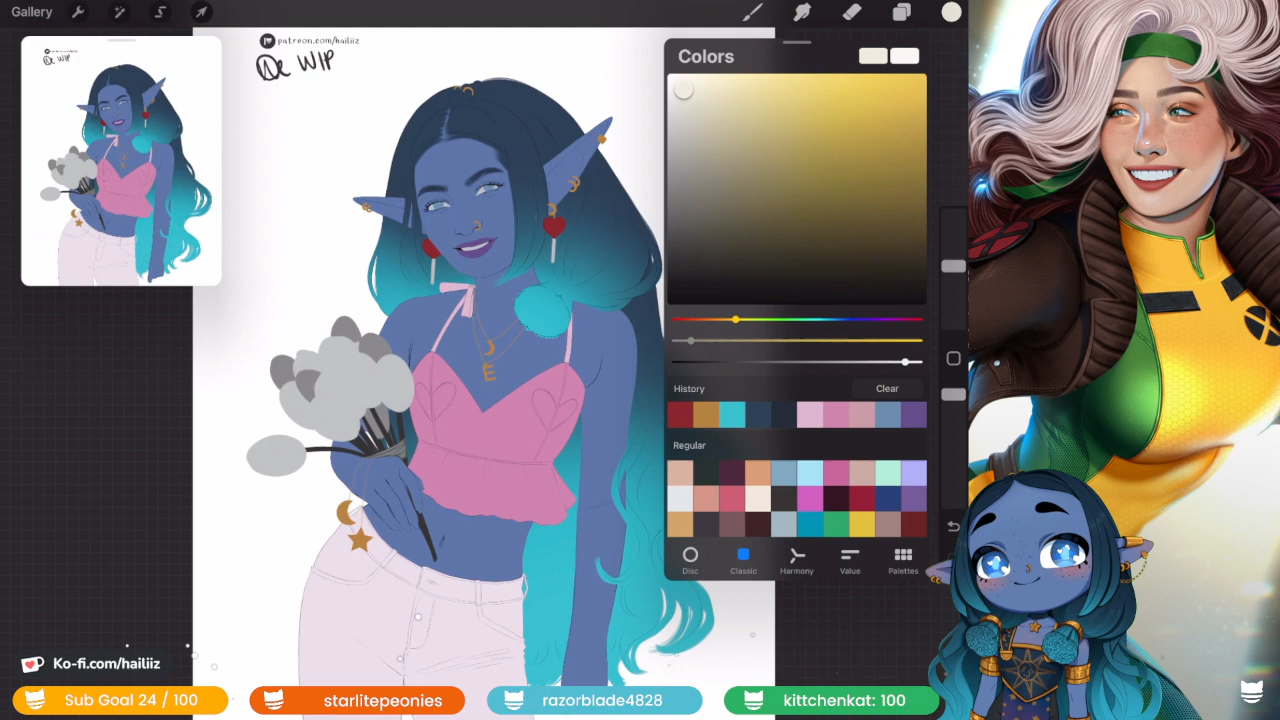 Gallery
patreon.com/hailiiz
WIP
Colors
History
Clear
Regular
Disc
Classic
Harmony
Value
Palettes
Ko-fi.com/hailiiz
Sub Goal 24 / 100
starlitepeonies
razorblade4828
kittchenkat: 100